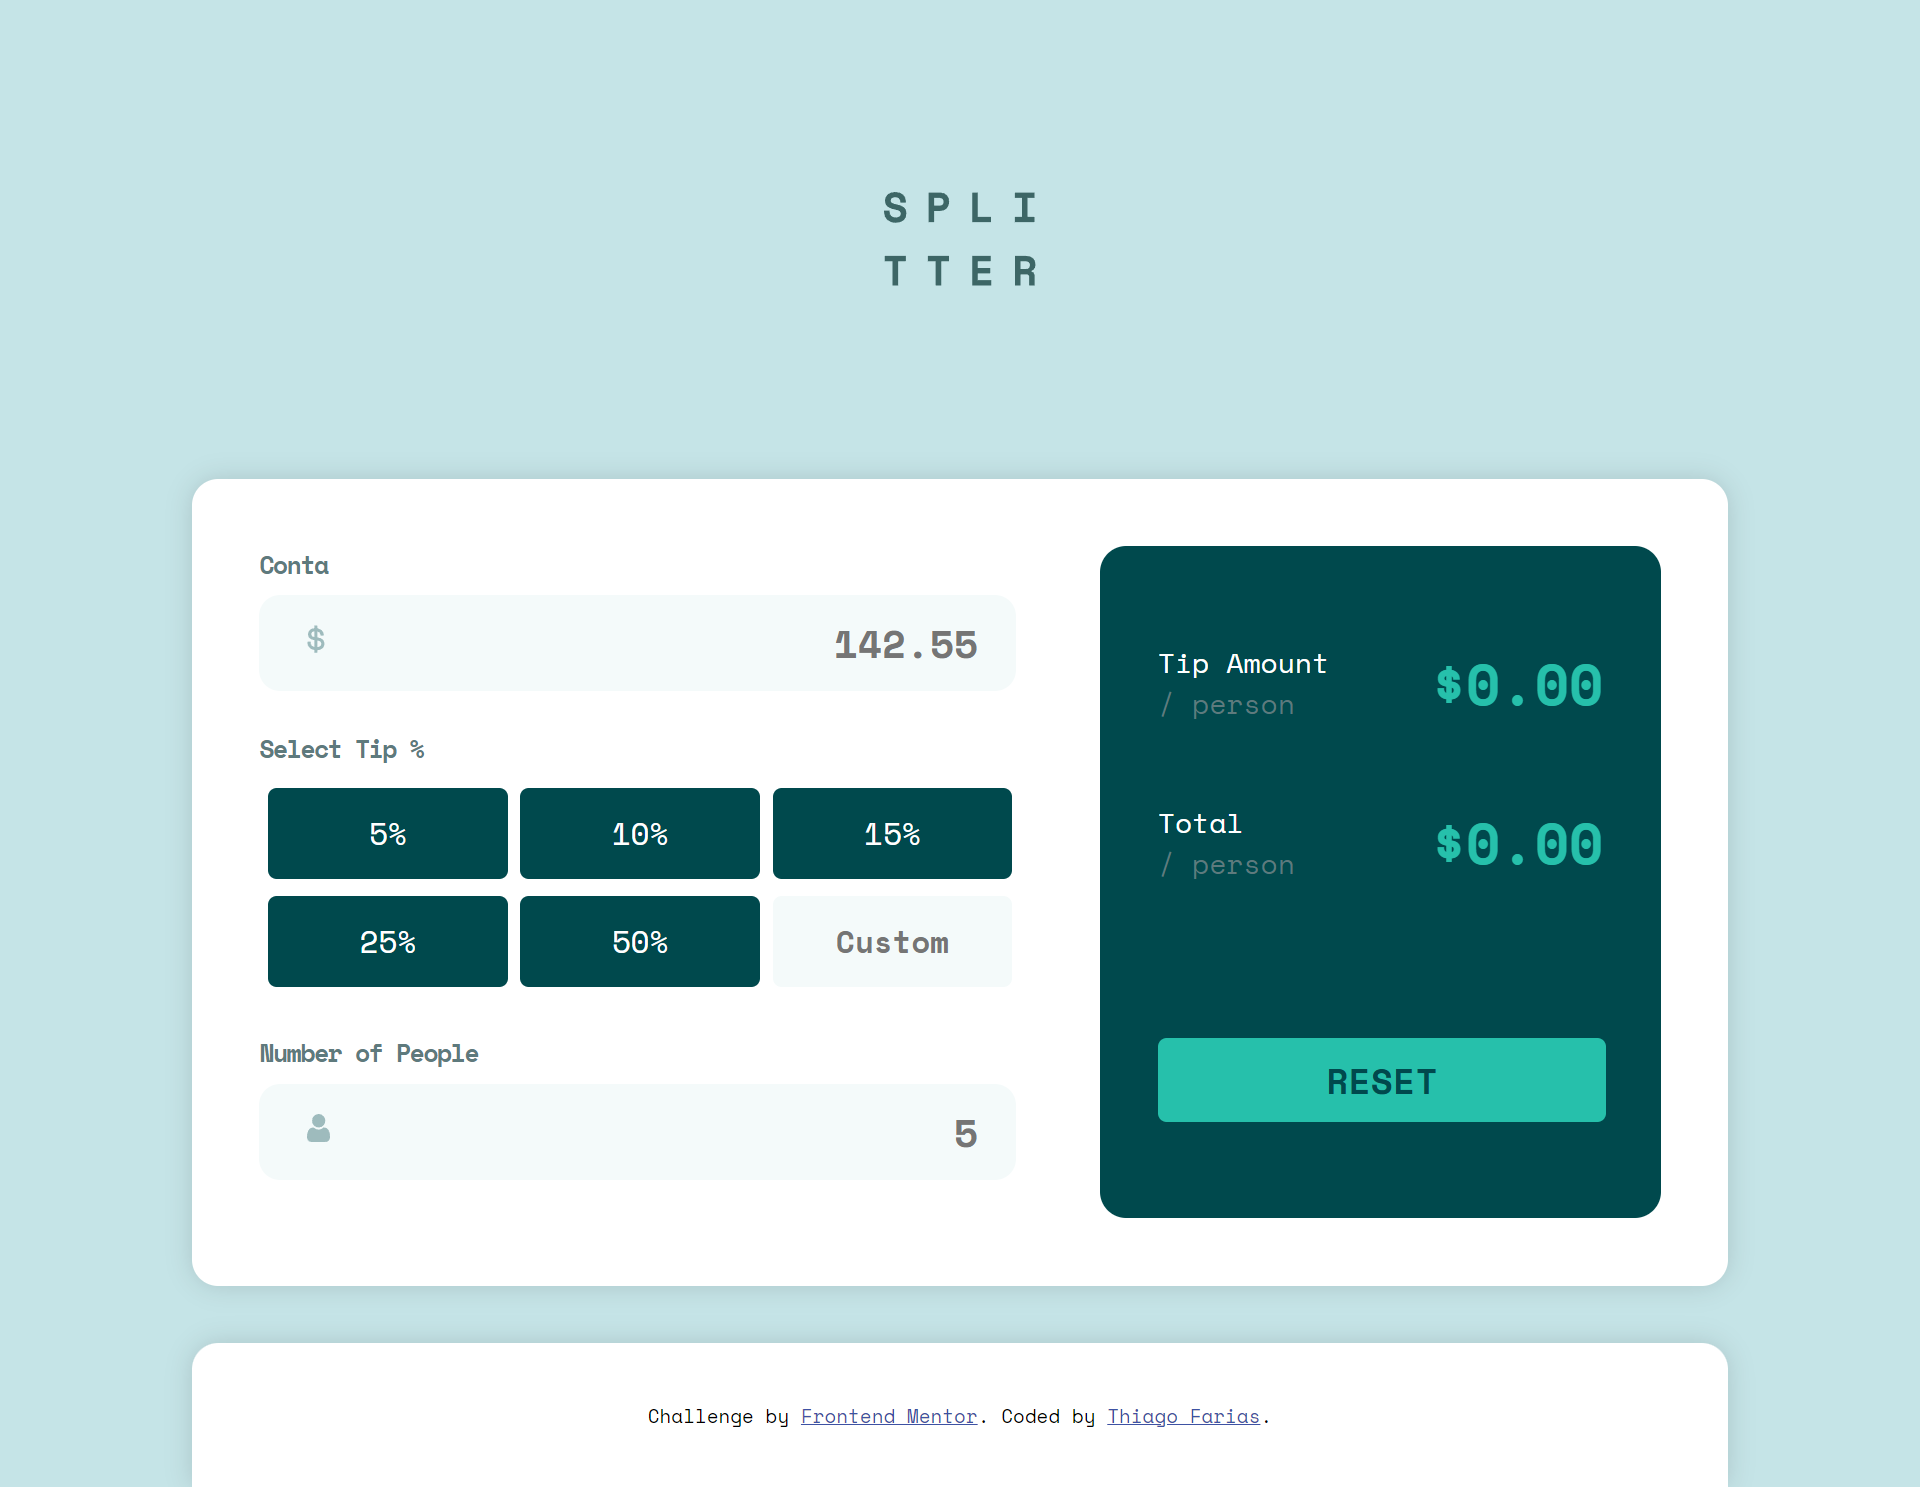 SPLI
TTER
Conta
$
142.55
Select Tip %
5%
10%
15%
25%
50%
Custom
Number of People
5
Tip Amount
/ person
$0.00
Total
/ person
$0.00
RESET
Challenge by Frontend Mentor. Coded by Thiago Farias.